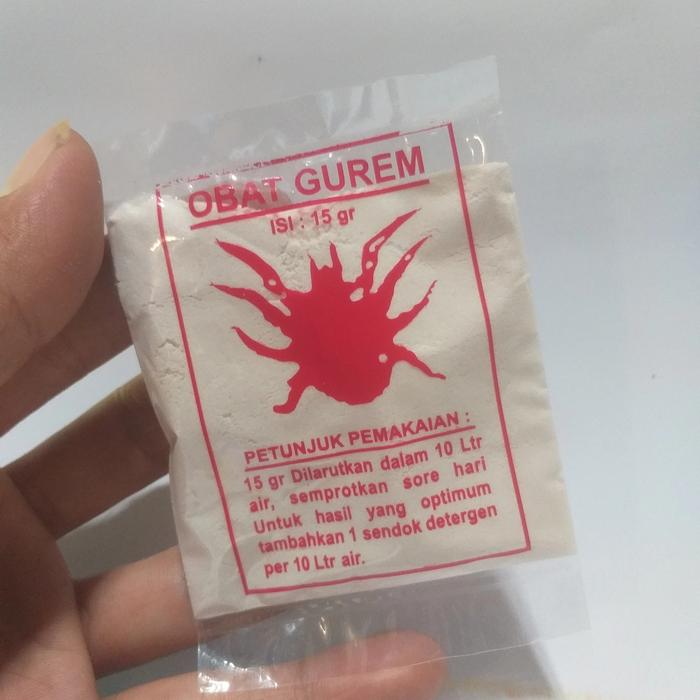 OBAT GUREM
ISI : 15 gr
PETUNJUK PEMAKAIAN :
15 gr Dilarutkan dalam 10 Ltr
air, semprotkan sore hari
Untuk hasil yang optimum
tambahkan 1 sendok detergen
per 10 Ltr air.